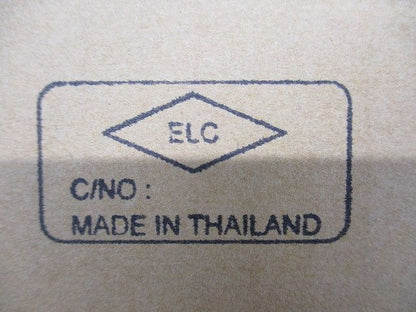 ELC
C/NO :
MADE IN THAILAND